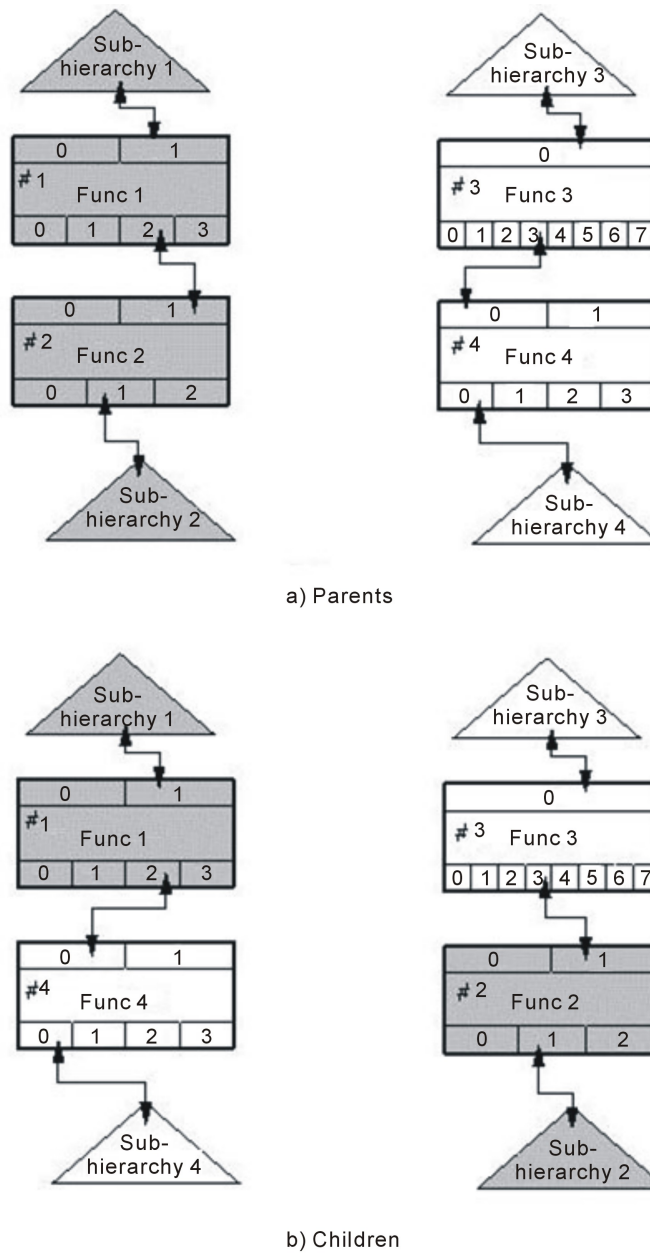 Sub-
hierarchy 1
0 1
#1
Func 1
0 1 2 3
0 1
#2
Func 2
0 1 2
Sub-
hierarchy 2
Sub-
hierarchy 3
0
#3
Func 3
0 1 2 3 4 5 6 7
0 1
#4
Func 4
0 1 2 3
Sub-
hierarchy 4
a) Parents
Sub-
hierarchy 1
0 1
#1
Func 1
0 1 2 3
0 1
#4
Func 4
0 1 2 3
Sub-
hierarchy 4
Sub-
hierarchy 3
0
#3
Func 3
0 1 2 3 4 5 6 7
0 1
#2
Func 2
0 1 2
Sub-
hierarchy 2
b) Children